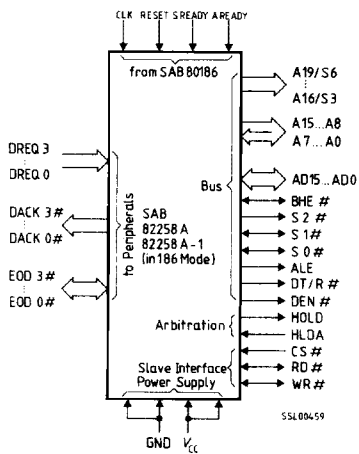 CLK RESET SREADY AREADY
from SAB 80186
A19/S6
A16/S3
A15...A8
A7...A0
Bus
DREQ 3
DREQ 0
AD15...AD0
to Peripherals
DACK 3#
DACK 0#
SAB
82258 A
82258 A-1
(in 186 Mode)
BHE #
S2 #
S1#
S0#
ALE
DT/R #
DEN #
EOD 3#
EOD 0#
Arbitration
HOLD
HLDA
Slave Interface
CS #
RD#
WR#
Power Supply
GND
VCC
SSL00459